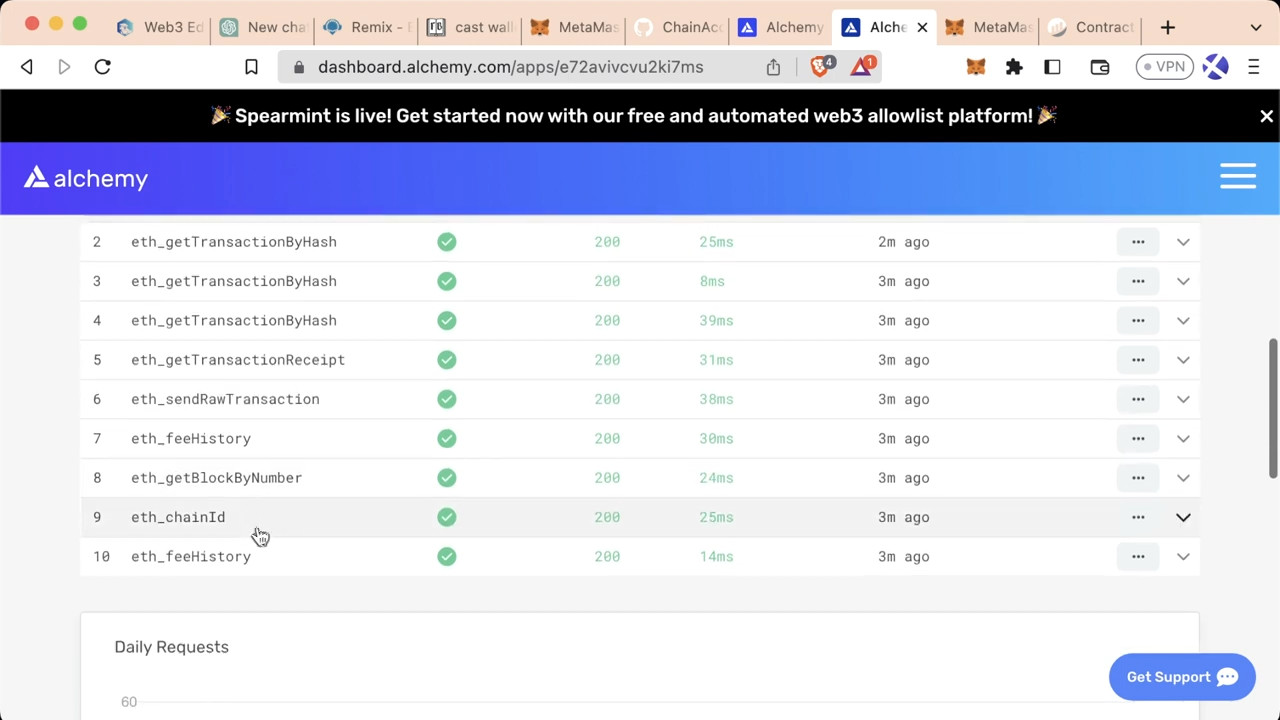 Web3 Ed
New cha
Remix - E
cast wall
MetaMas
ChainAcc
Alchemy
Alche
MetaMas
Contract
dashboard.alchemy.com/apps/e72avivcvu2ki7ms
4
1
VPN
🎉 Spearmint is live! Get started now with our free and automated web3 allowlist platform! 🎉
alchemy
2 eth_getTransactionByHash 200 25ms 2m ago
3 eth_getTransactionByHash 200 8ms 3m ago
4 eth_getTransactionByHash 200 39ms 3m ago
5 eth_getTransactionReceipt 200 31ms 3m ago
6 eth_sendRawTransaction 200 38ms 3m ago
7 eth_feeHistory 200 30ms 3m ago
8 eth_getBlockByNumber 200 24ms 3m ago
9 eth_chainId 200 25ms 3m ago
10 eth_feeHistory 200 14ms 3m ago
Daily Requests
60
Get Support